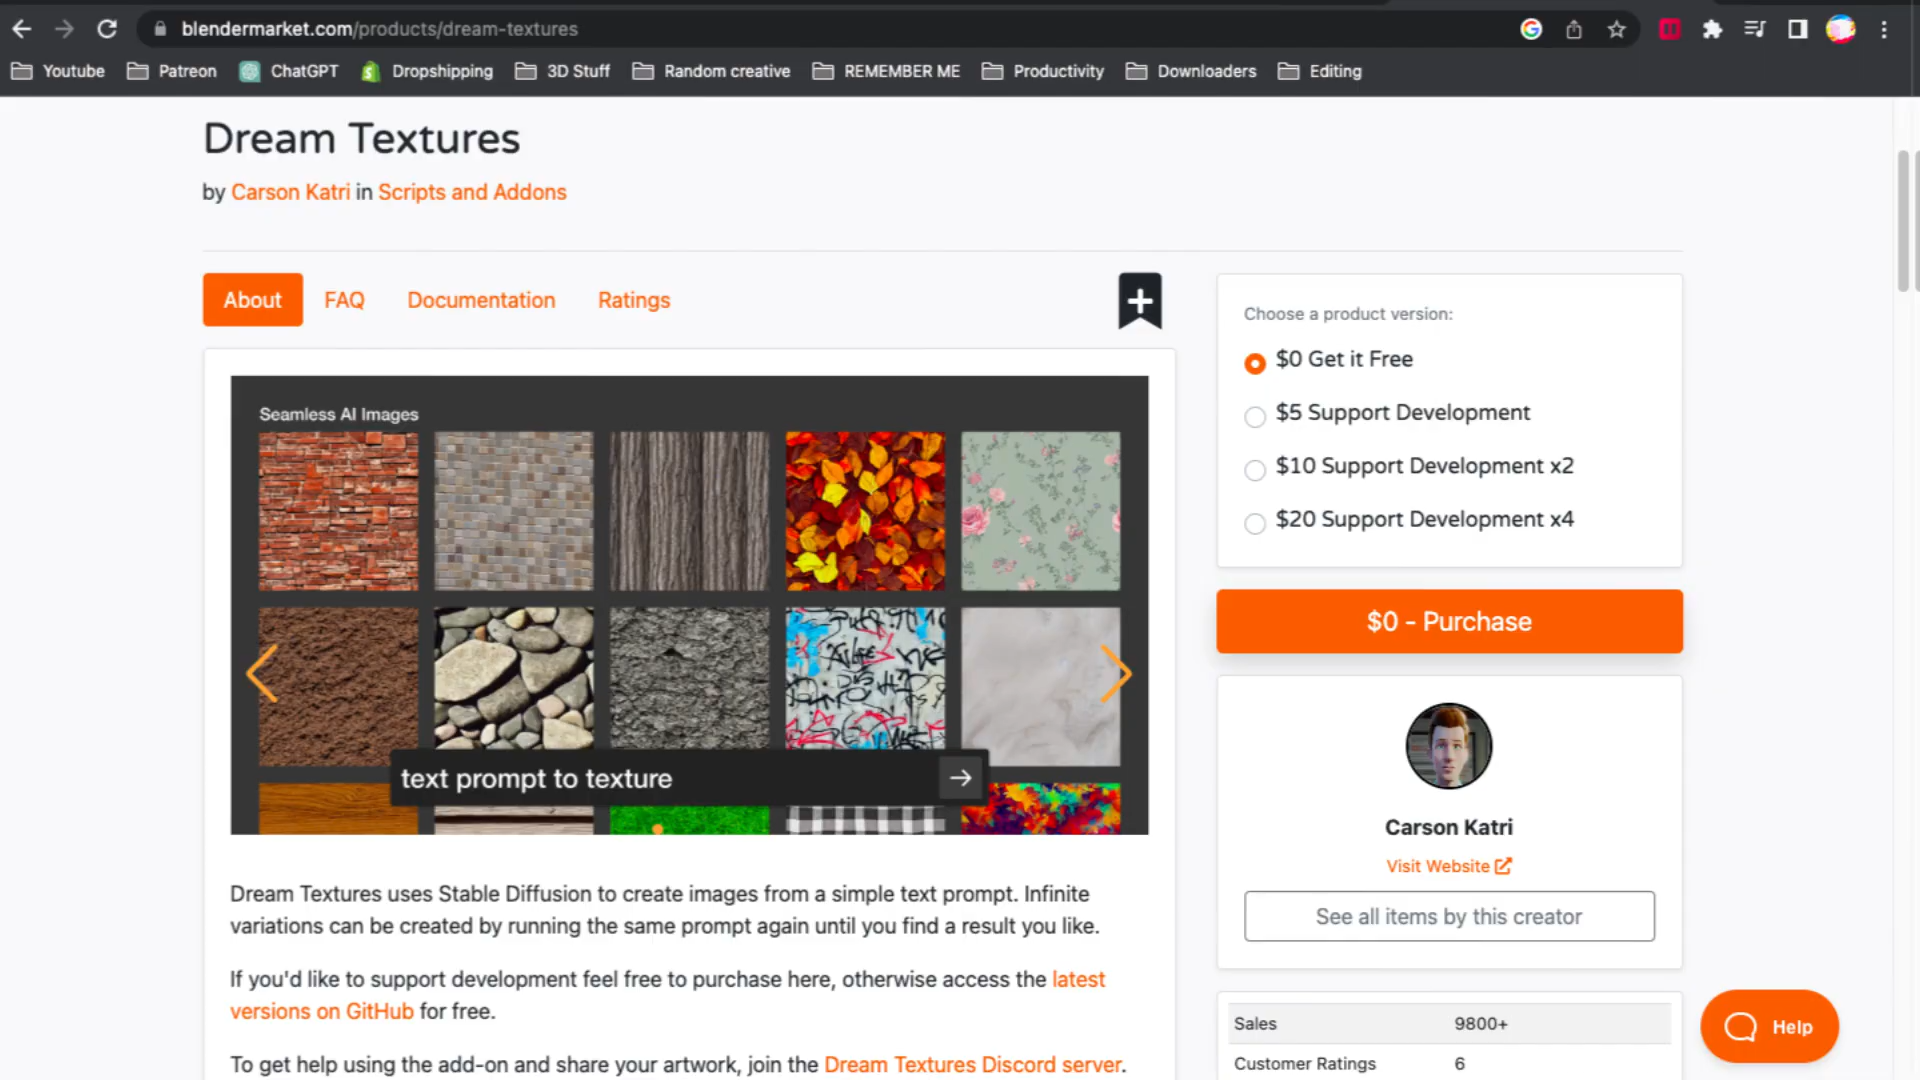 blendermarket.com/products/dream-textures
Youtube
Patreon
ChatGPT
Dropshipping
3D Stuff
Random creative
REMEMBER ME
Productivity
Downloaders
Editing
Dream Textures
by Carson Katri in Scripts and Addons
About
FAQ
Documentation
Ratings
Seamless AI Images
text prompt to texture
Dream Textures uses Stable Diffusion to create images from a simple text prompt. Infinite
variations can be created by running the same prompt again until you find a result you like.
If you'd like to support development feel free to purchase here, otherwise access the latest
versions on GitHub for free.
To get help using the add-on and share your artwork, join the Dream Textures Discord server.
Choose a product version:
$0 Get it Free
$5 Support Development
$10 Support Development x2
$20 Support Development x4
$0 - Purchase
Carson Katri
Visit Website
See all items by this creator
Sales 9800+
Customer Ratings 6
Help